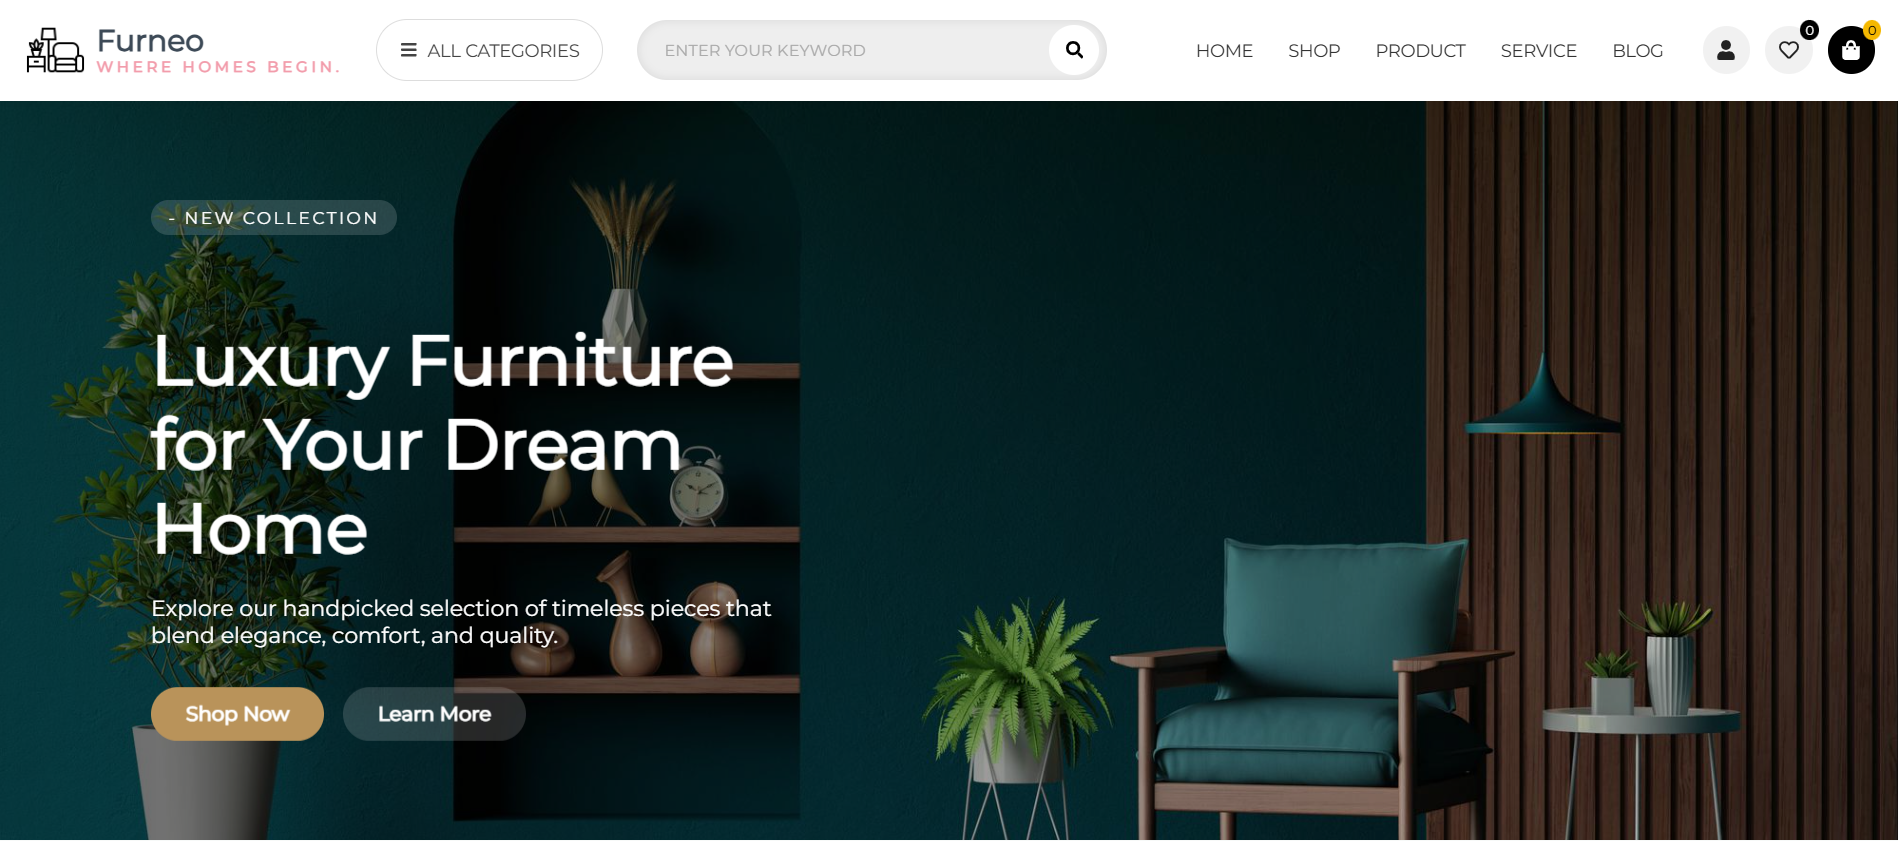 Furneo
WHERE HOMES BEGIN.
ALL CATEGORIES
ENTER YOUR KEYWORD
HOME
SHOP
PRODUCT
SERVICE
BLOG
0
0
- NEW COLLECTION
Luxury Furniture
for Your Dream
Home
Explore our handpicked selection of timeless pieces that
blend elegance, comfort, and quality.
Shop Now
Learn More